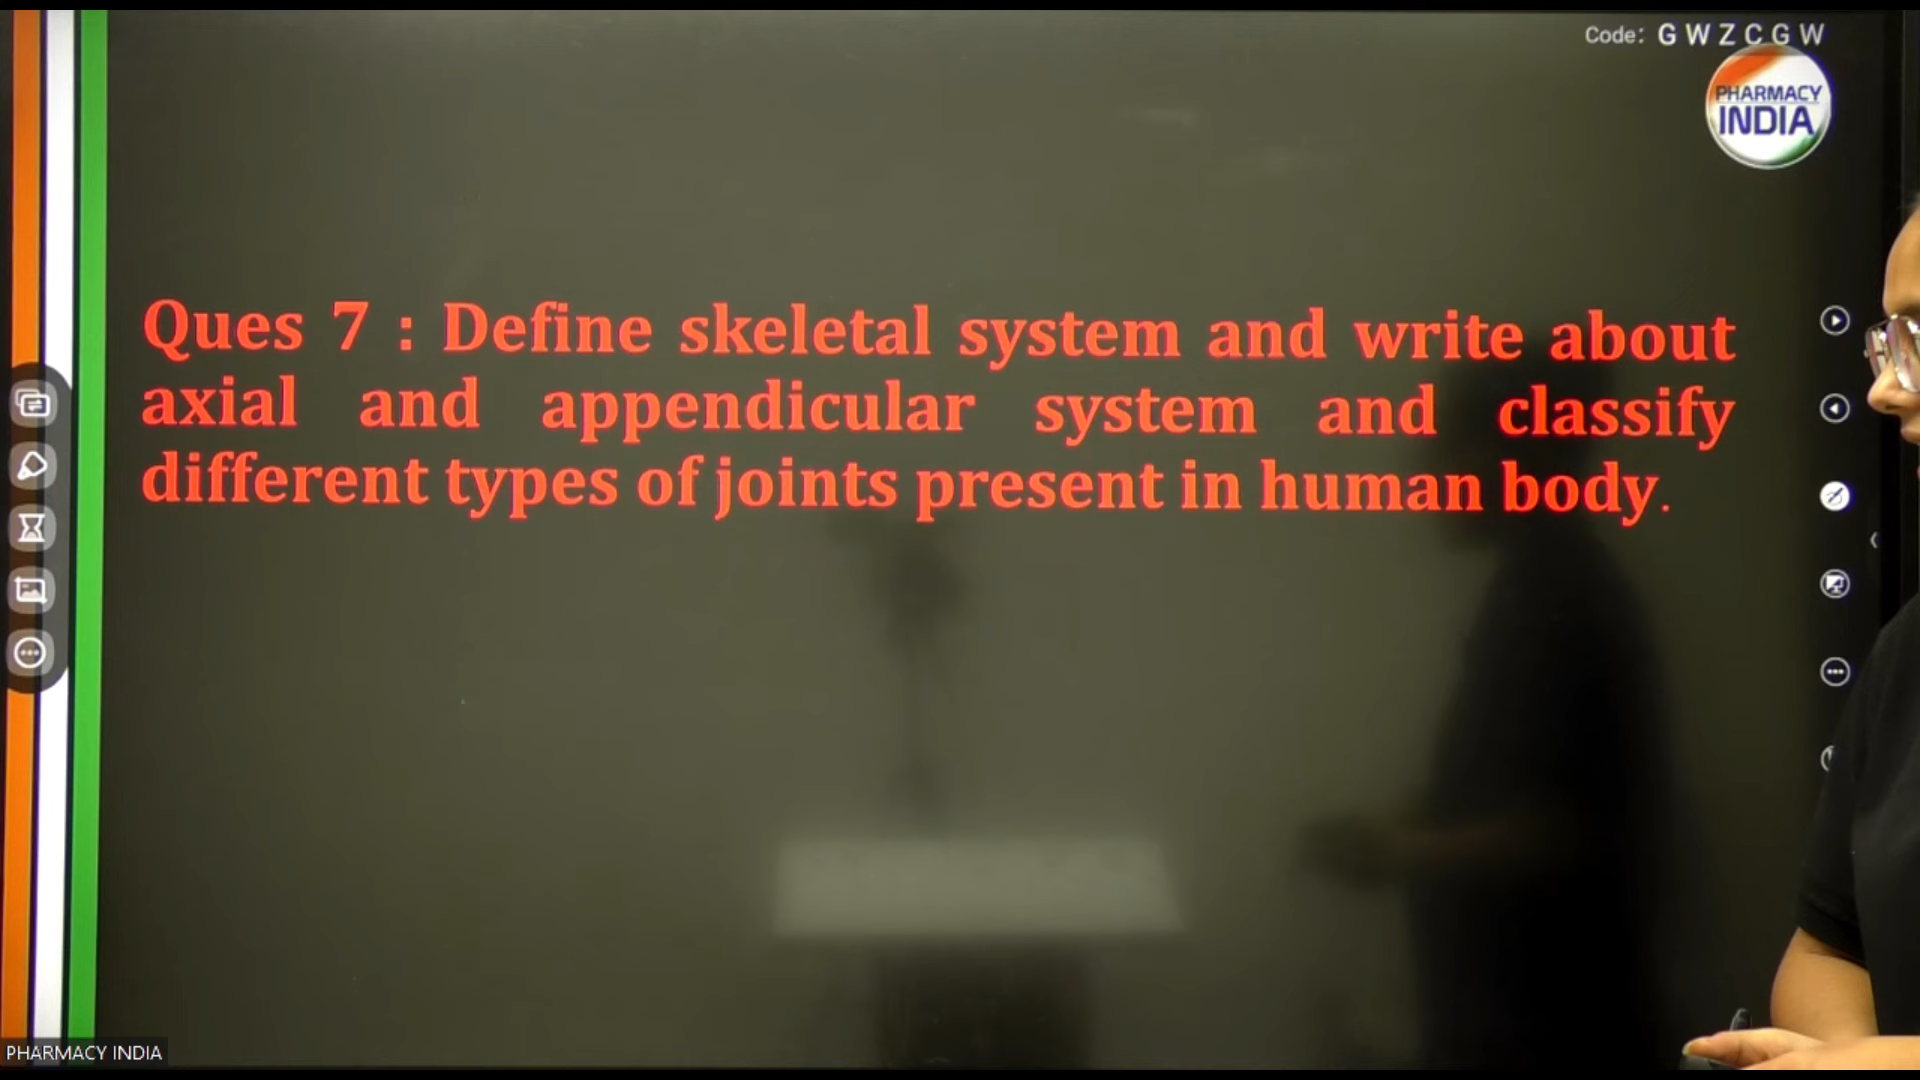 Code: G W Z C G W
PHARMACY
INDIA
Ques 7 : Define skeletal system and write about
axial and appendicular system and classify
different types of joints present in human body.
PHARMACY INDIA